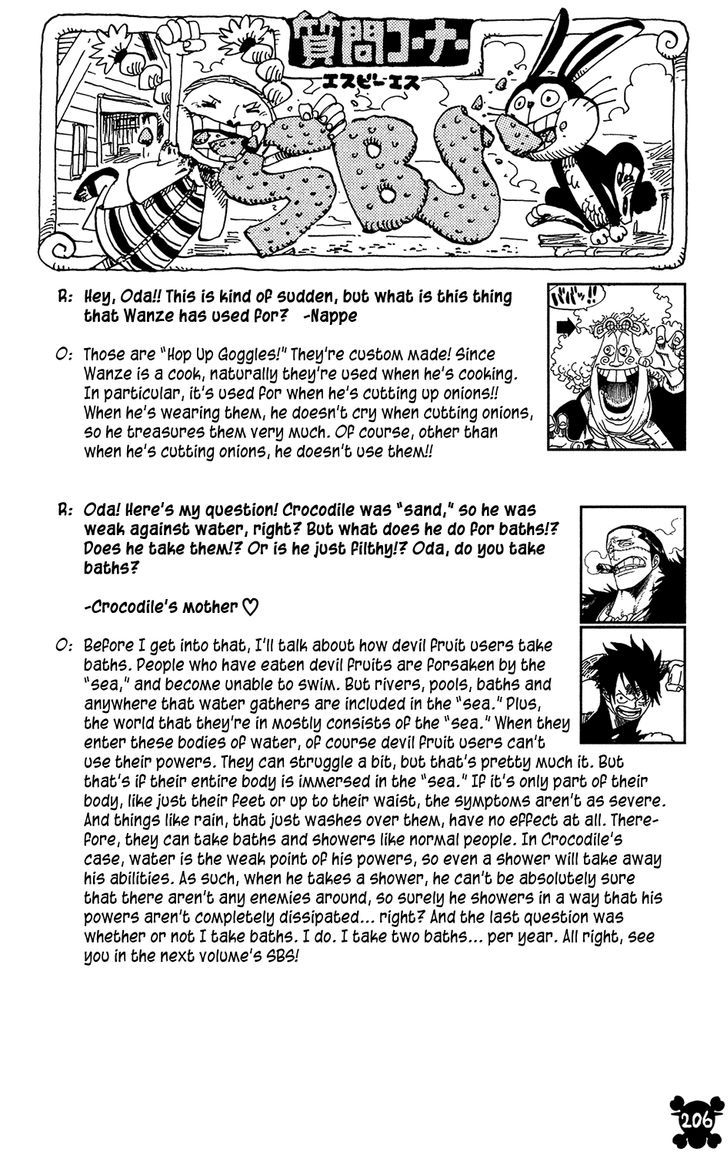 質問コーナー
エスビーエス
SBS
R: Hey, Oda!! This is kind of sudden, but what is this thing
that Wanze has used for? -Nappe
ババッ!!
O: Those are "Hop Up Goggles!" They're custom made! Since
Wanze is a cook, naturally they're used when he's cooking.
In particular, it's used for when he's cutting up onions!!
When he's wearing them, he doesn't cry when cutting onions,
so he treasures them very much. Of course, other than
when he's cutting onions, he doesn't use them!!
R: Oda! Here's my question! Crocodile was "sand," so he was
weak against water, right? But what does he do for baths!?
Does he take them!? Or is he just filthy!? Oda, do you take
baths?
-Crocodile's mother ♡
O: Before I get into that, I'll talk about how devil fruit users take
baths. People who have eaten devil fruits are forsaken by the
"sea," and become unable to swim. But rivers, pools, baths and
anywhere that water gathers are included in the "sea." Plus,
the world that they're in mostly consists of the "sea." When they
enter these bodies of water, of course devil fruit users can't
use their powers. They can struggle a bit, but that's pretty much it. But
that's if their entire body is immersed in the "sea." If it's only part of their
body, like just their feet or up to their waist, the symptoms aren't as severe.
And things like rain, that just washes over them, have no effect at all. There-
fore, they can take baths and showers like normal people. In Crocodile's
case, water is the weak point of his powers, so even a shower will take away
his abilities. As such, when he takes a shower, he can't be absolutely sure
that there aren't any enemies around, so surely he showers in a way that his
powers aren't completely dissipated... right? And the last question was
whether or not I take baths. I do. I take two baths... per year. All right, see
you in the next volume's SBS!
206